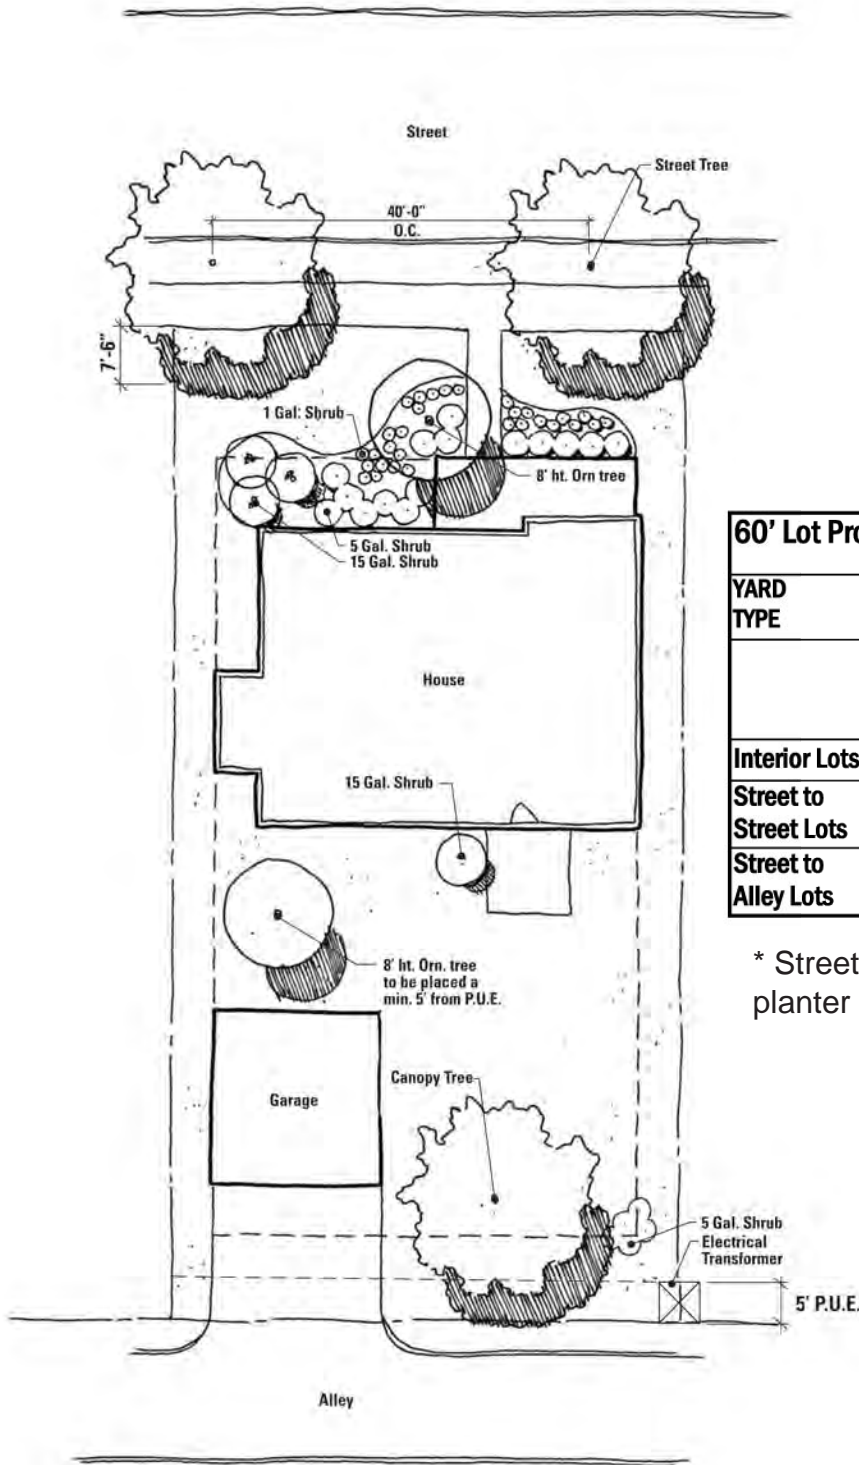 Street
Street Tree
40'-0"
O.C.
7'-6"
1 Gal. Shrub
8' ht. Orn tree
5 Gal. Shrub
15 Gal. Shrub
House
15 Gal. Shrub
8' ht. Orn. tree
to be placed a
min. 5' from P.U.E.
Garage
Canopy Tree
5 Gal. Shrub
Electrical
Transformer
5' P.U.E.
Alley
60' Lot
YARD
TYPE
Interior Lots
Street to
Street Lots
Street to
Alley Lots
* Street
planter